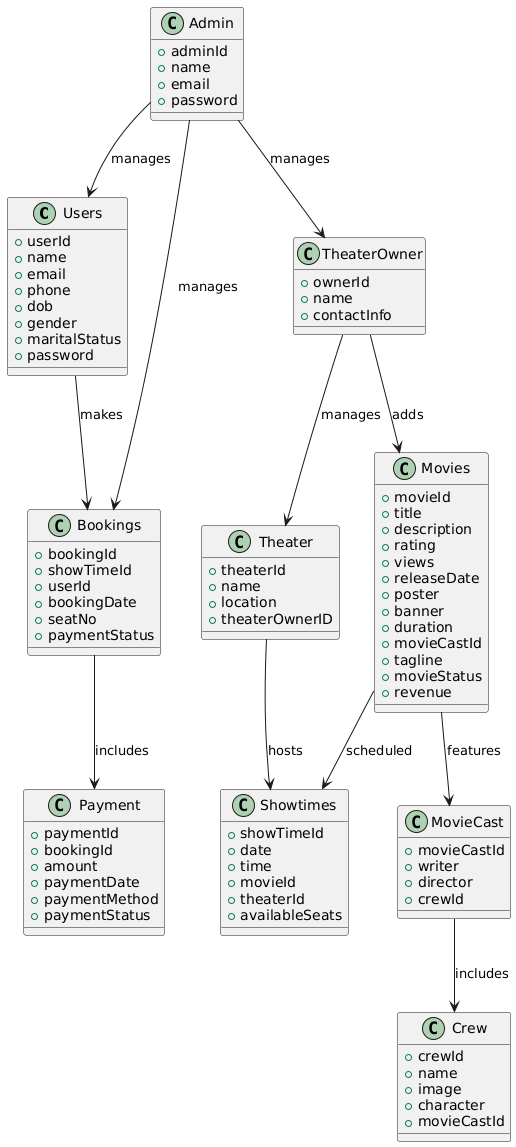 C Admin
adminId
name
email
password
manages
manages
manages
C Users
userId
name
email
phone
dob
gender
maritalStatus
password
C TheaterOwner
ownerId
name
contactInfo
makes
manages
adds
C Bookings
bookingId
showTimeId
userId
bookingDate
seatNo
paymentStatus
C Theater
theaterId
name
location
theaterOwnerID
C Movies
movieId
title
description
rating
views
releaseDate
poster
banner
duration
movieCastId
tagline
movieStatus
revenue
includes
hosts
scheduled
features
C Payment
paymentId
bookingId
amount
paymentDate
paymentMethod
paymentStatus
C Showtimes
showTimeId
date
time
movieId
theaterId
availableSeats
C MovieCast
movieCastId
writer
director
crewId
includes
C Crew
crewId
name
image
character
movieCastId